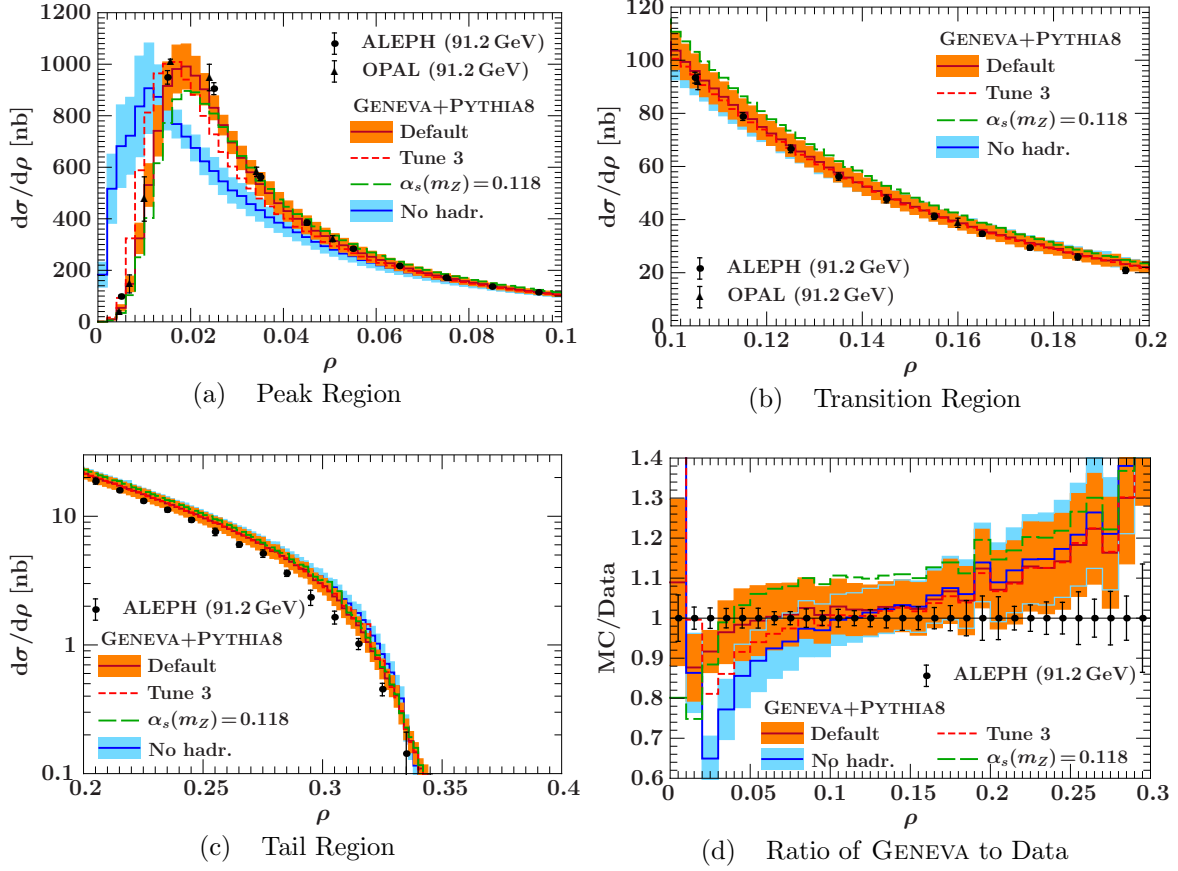 1000
800
600
400
200
0
dσ/dρ [nb]
ALEPH (91.2 GeV)
OPAL (91.2 GeV)
GENEVA+PYTHIA8
Default
Tune 3
αs(mZ)=0.118
No hadr.
0 0.02 0.04 0.06 0.08 0.1
ρ
(a) Peak Region
120
100
80
60
40
20
0
dσ/dρ [nb]
GENEVA+PYTHIA8
Default
Tune 3
αs(mZ)=0.118
No hadr.
ALEPH (91.2 GeV)
OPAL (91.2 GeV)
0.1 0.12 0.14 0.16 0.18 0.2
ρ
(b) Transition Region
10
1
0.1
dσ/dρ [nb]
ALEPH (91.2 GeV)
GENEVA+PYTHIA8
Default
Tune 3
αs(mZ)=0.118
No hadr.
0.2 0.25 0.3 0.35 0.4
ρ
(c) Tail Region
1.4
1.3
1.2
1.1
1
0.9
0.8
0.7
0.6
MC/Data
ALEPH (91.2 GeV)
GENEVA+PYTHIA8
Default Tune 3
No hadr. αs(mZ)=0.118
0 0.05 0.1 0.15 0.2 0.25 0.3
ρ
(d) Ratio of GENEVA to Data